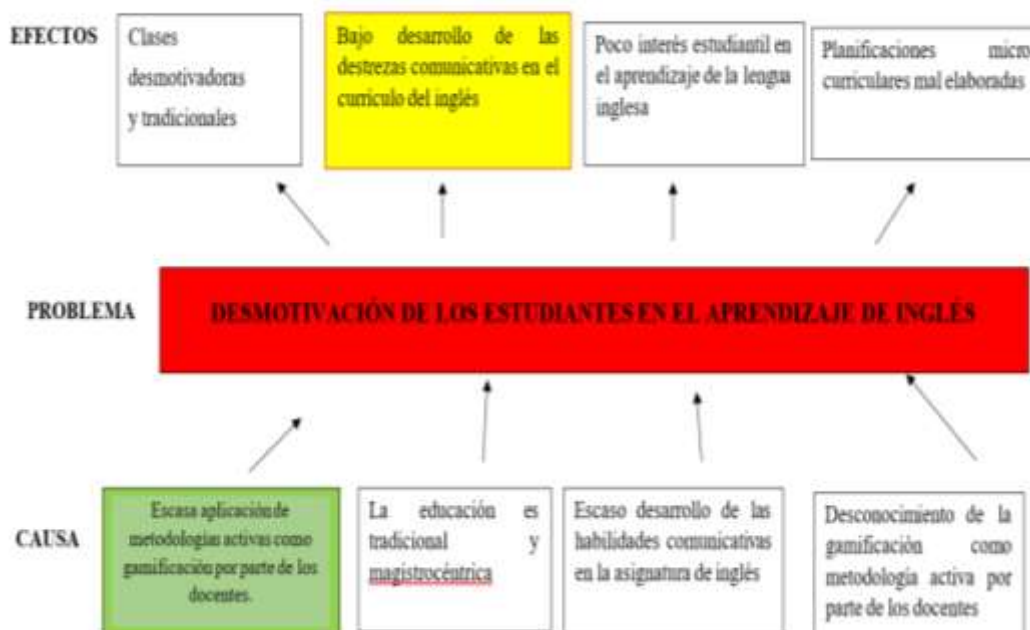 EFECTOS
Clases
desmotivadoras
y tradicionales
Bajo desarrollo de las
destrezas comunicativas en el
currículo del inglés
Poco interés estudiantil en
el aprendizaje de la lengua
inglesa
Planificaciones micro
curriculares mal elaboradas
PROBLEMA
DESMOTIVACIÓN DE LOS ESTUDIANTES EN EL APRENDIZAJE DE INGLÉS
CAUSA
Escasa aplicación de
metodologías activas como
gamificación por parte de los
docentes.
La educación es
tradicional y
magistrocéntrica
Escaso desarrollo de las
habilidades comunicativas
en la asignatura de inglés
Desconocimiento de la
gamificación como
metodología activa por
parte de los docentes